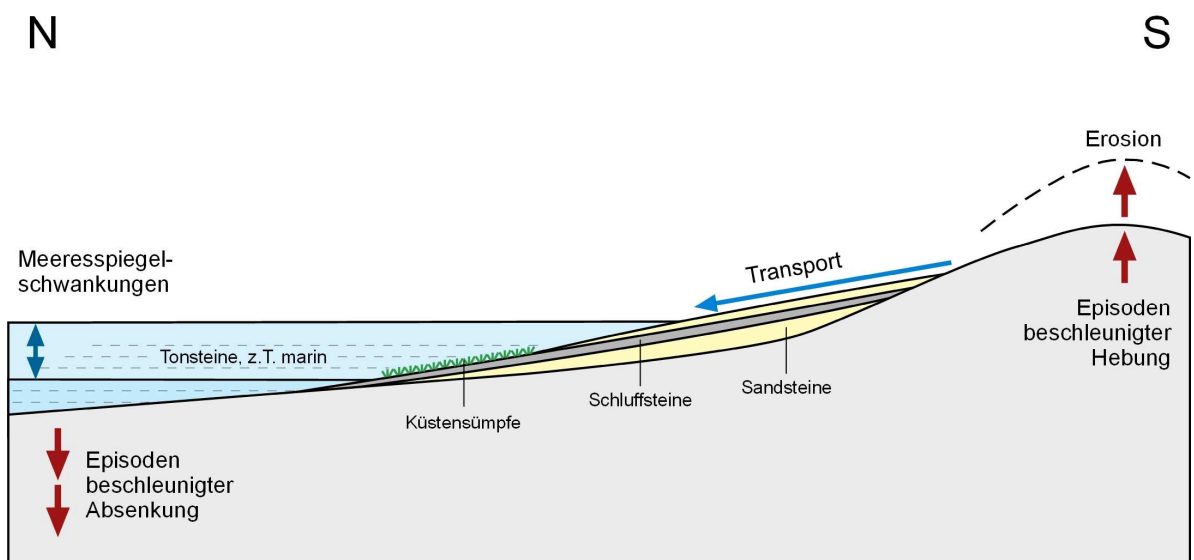 N
S
Erosion
Meeresspiegel-
schwankungen
Transport
Episoden
beschleunigter
Hebung
Tonsteine, z.T. marin
Sandsteine
Schluffsteine
Küstensümpfe
Episoden
beschleunigter
Absenkung